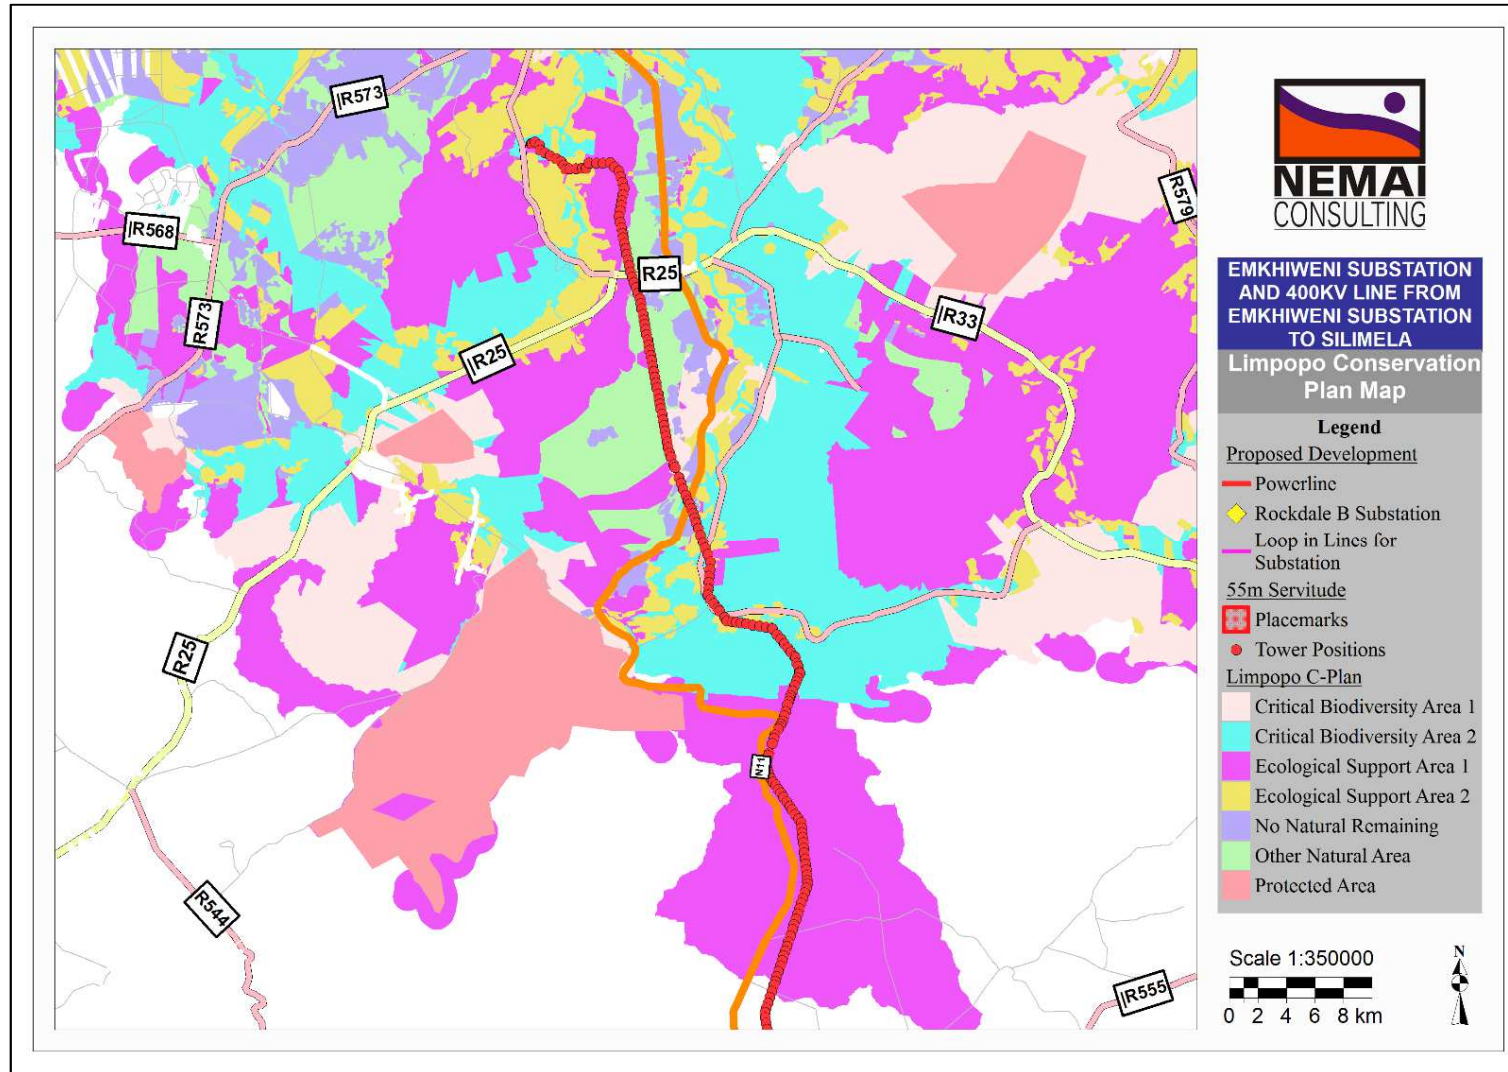 |R573
|R568
R573
R25
|R25
|R33
R579
R25
N11
R544
|R555
NEMAI
CONSULTING
EMKHIWENI SUBSTATION
AND 400KV LINE FROM
EMKHIWENI SUBSTATION
TO SILIMELA
Limpopo Conservation
Plan Map
Legend
Proposed Development
Powerline
Rockdale B Substation
Loop in Lines for
Substation
55m Servitude
Placemarks
Tower Positions
Limpopo C-Plan
Critical Biodiversity Area 1
Critical Biodiversity Area 2
Ecological Support Area 1
Ecological Support Area 2
No Natural Remaining
Other Natural Area
Protected Area
Scale 1:350000
0 2 4 6 8 km
N